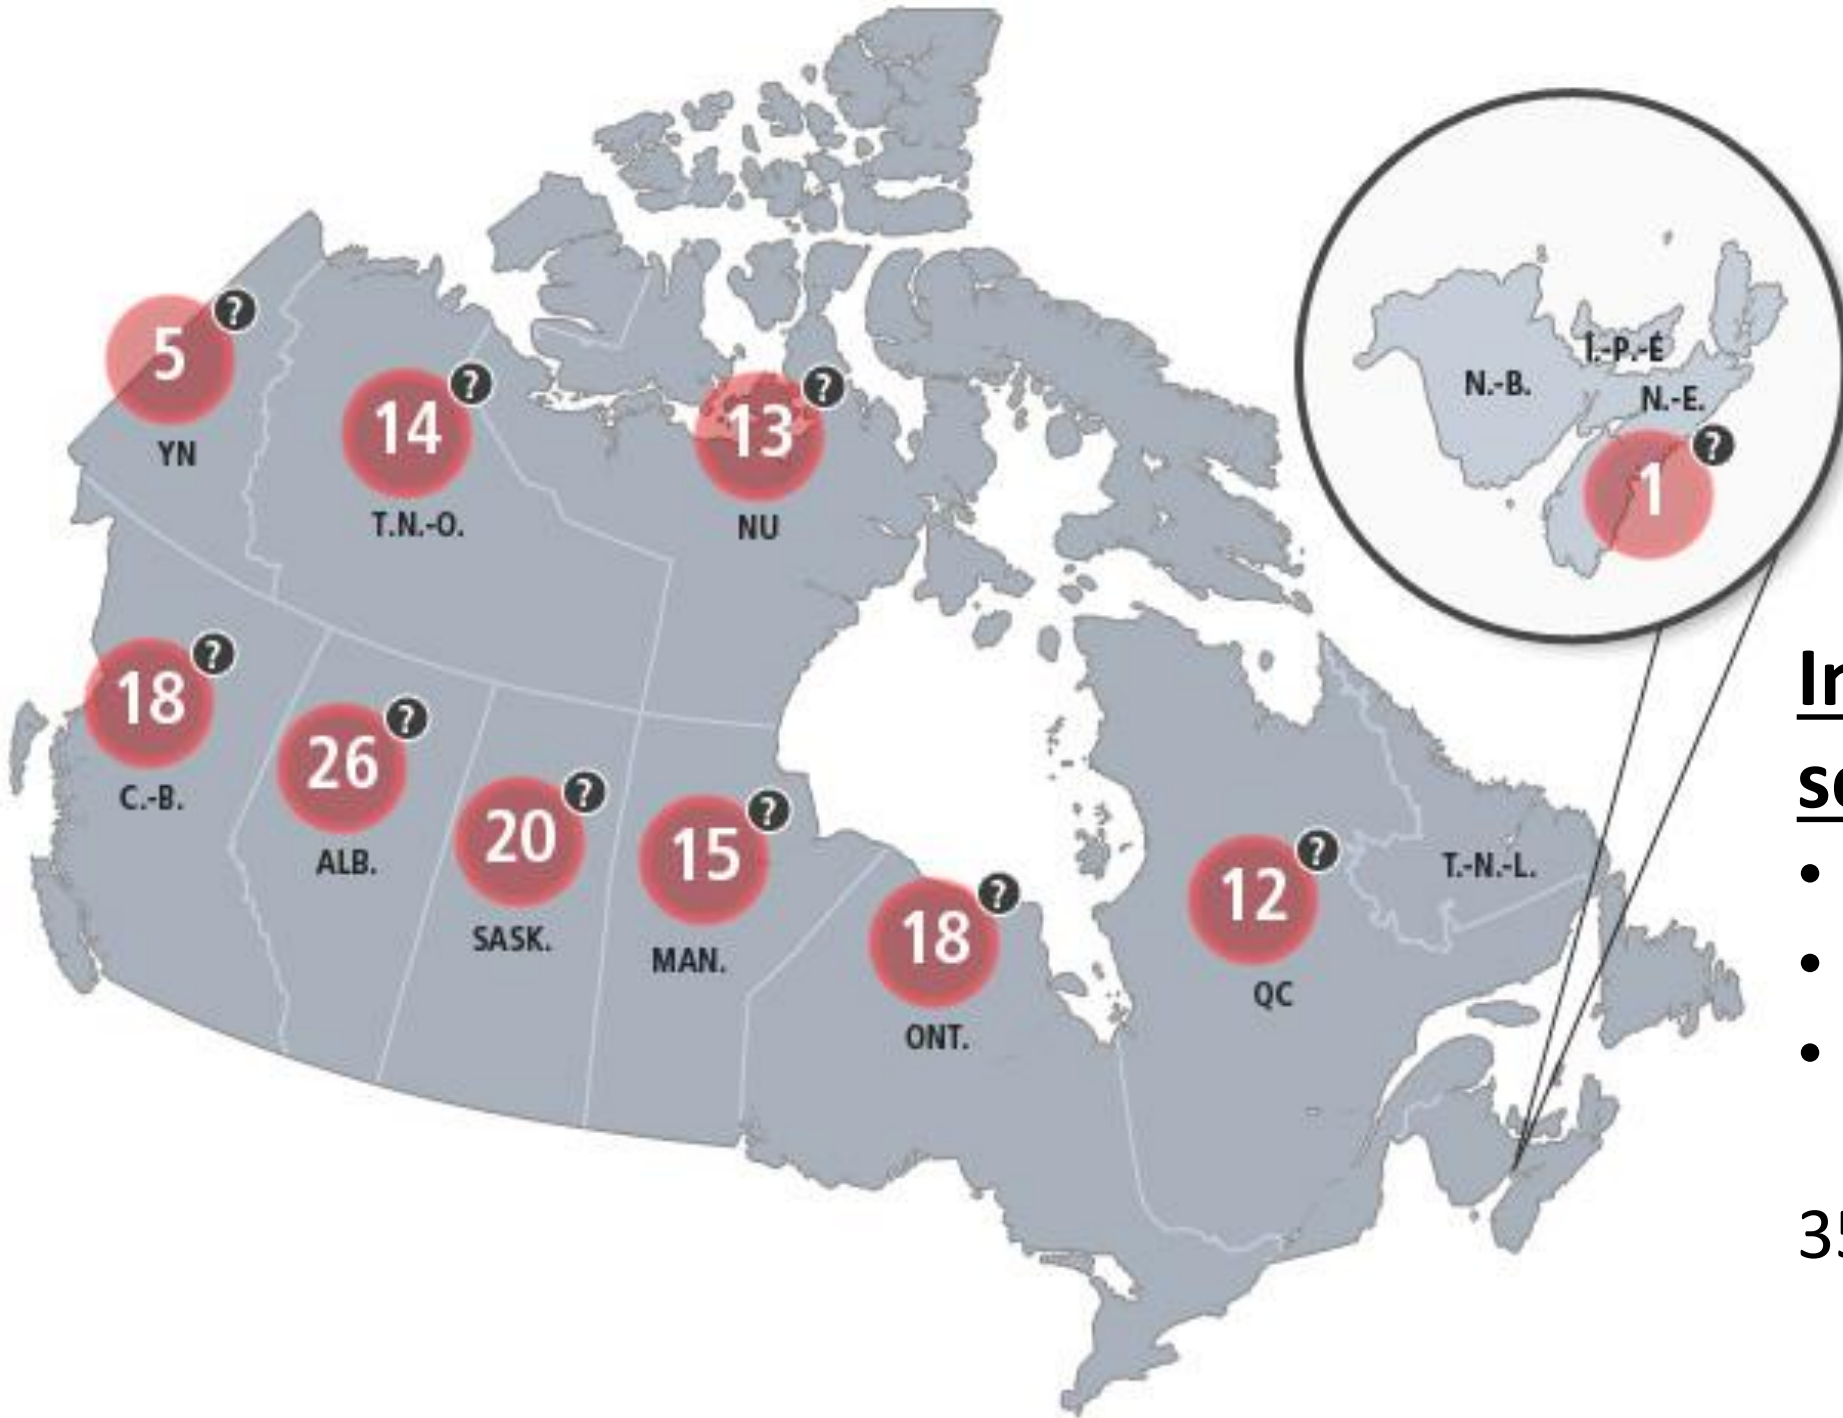 5
?
YN
14
?
T.N.-O.
13
?
NU
N.-B.
Î.-P.-É
N.-E.
1
?
18
?
C.-B.
26
?
ALB.
20
?
SASK.
15
?
MAN.
18
?
ONT.
12
?
QC
T.-N.-L.
•
•
•